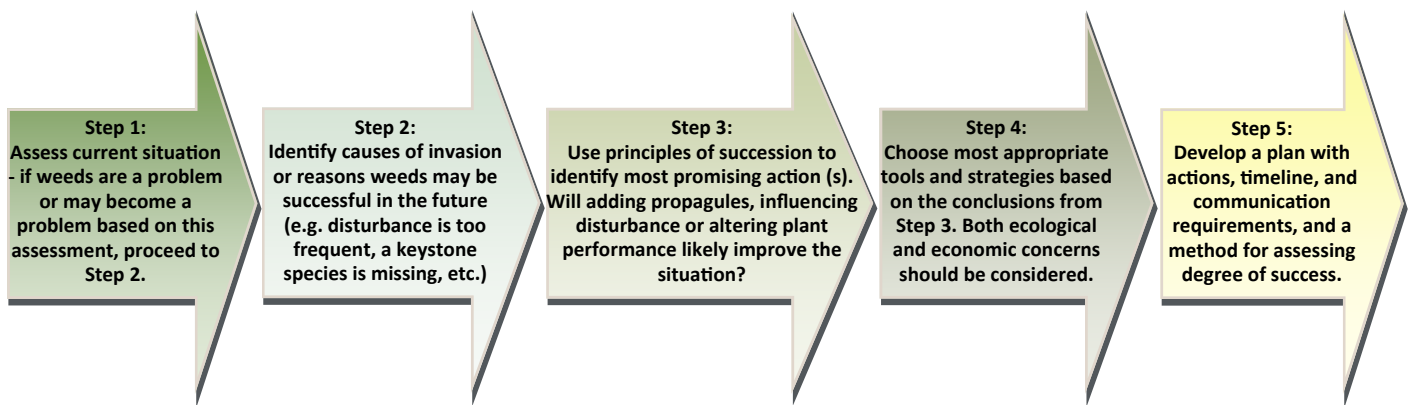 Step 1:
Assess current situation
- if weeds are a problem
or may become a
problem based on this
assessment, proceed to
Step 2.
Step 2:
Identify causes of invasion
or reasons weeds may be
successful in the future
(e.g. disturbance is too
frequent, a keystone
species is missing, etc.)
Step 3:
Use principles of succession to
identify most promising action (s).
Will adding propagules, influencing
disturbance or altering plant
performance likely improve the
situation?
Step 4:
Choose most appropriate
tools and strategies based
on the conclusions from
Step 3. Both ecological
and economic concerns
should be considered.
Step 5:
Develop a plan with
actions, timeline, and
communication
requirements, and a
method for assessing
degree of success.